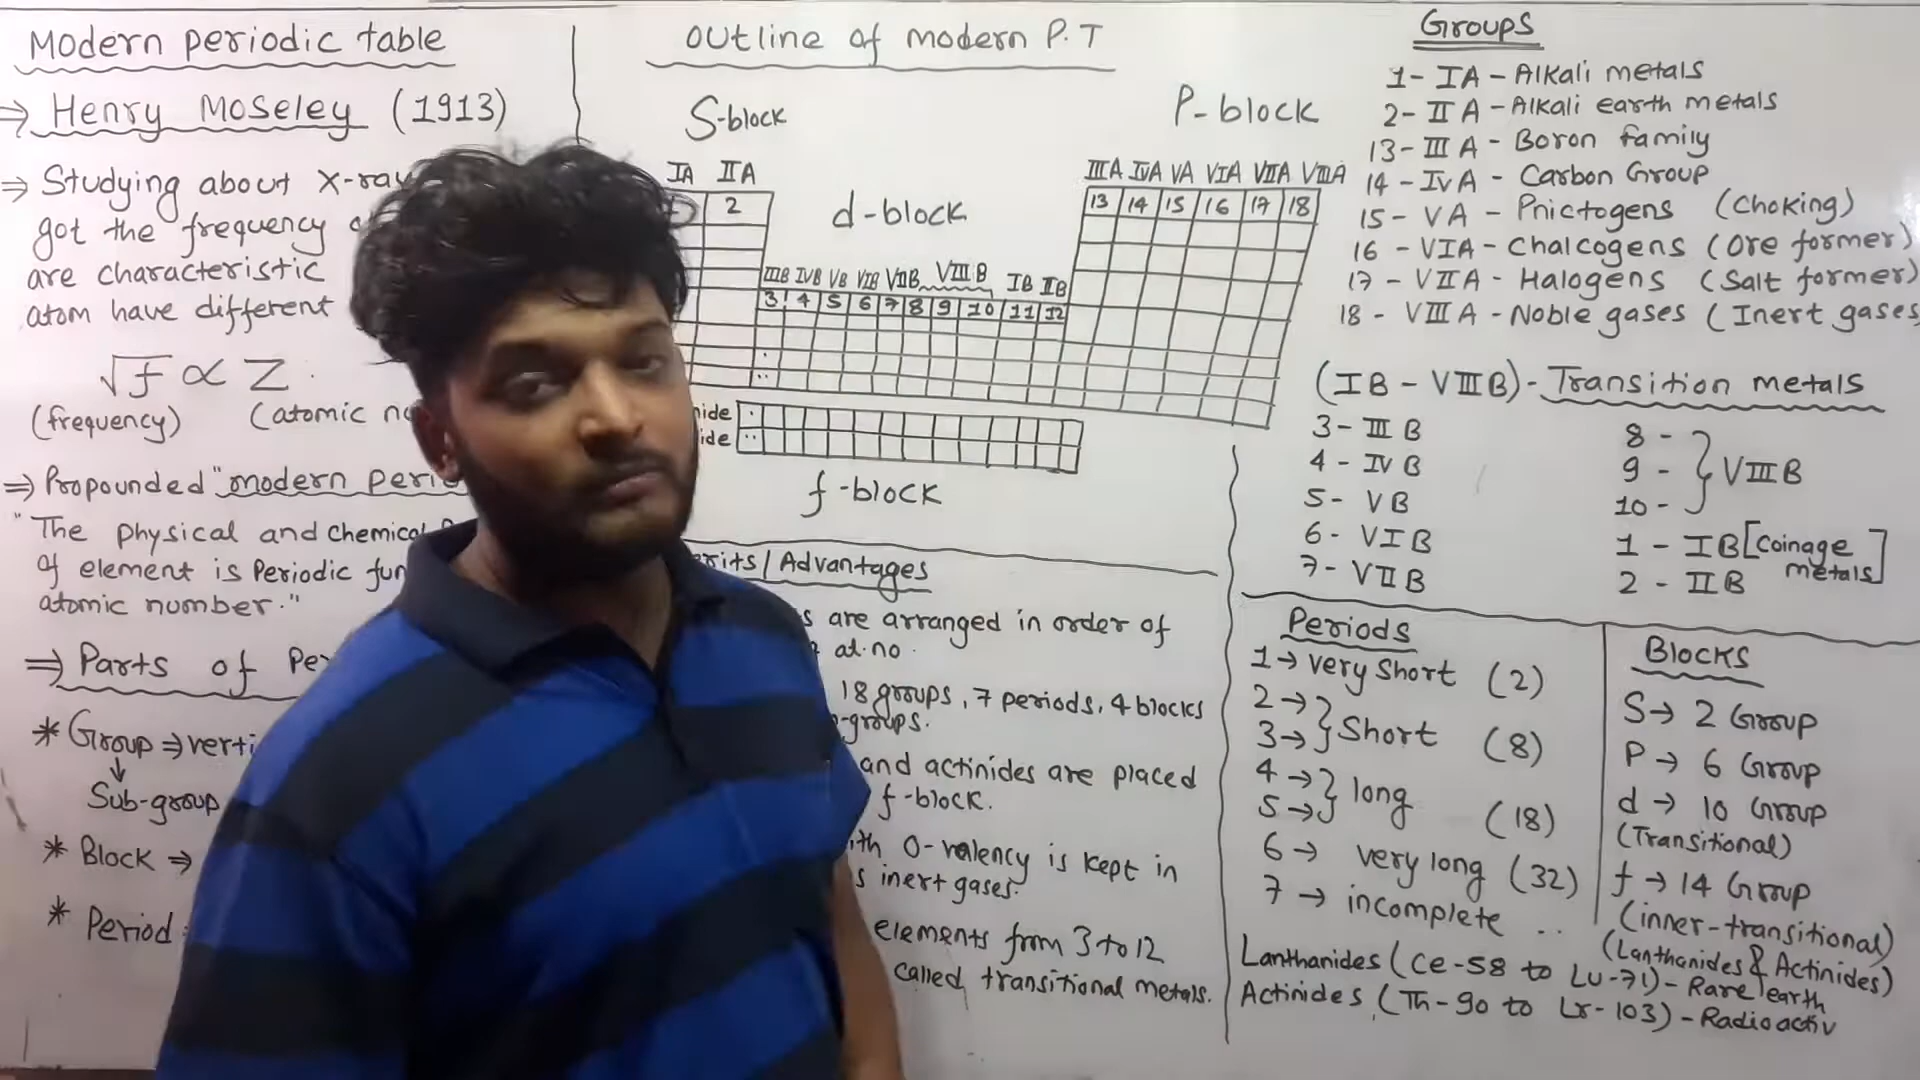 Modern periodic table
⇒ Henry Moseley (1913)
⇒ Studying about X-ray
got the frequency
are characteristic
atom have different
√f ∝ Z
(frequency) (atomic no
⇒ Propounded "modern peri
"The physical and chemical
of element is Periodic fun
atomic number."
⇒ Parts of Per
* Group ⇒ verti
↓
Sub-group
* Block ⇒
* Period
Outline of modern P.T
S-block
P-block
IA IIA
2
d-block
IIIA IVA VA VIA VIIA VIIIA
13 14 15 16 17 18
IIIB IVB VB VIB VIIB VIIIB IB IIB
3 4 5 6 7 8 9 10 11 12
nide
ide
f-block
erits / Advantages
s are arranged in order of
at.no.
18 groups, 7 periods, 4 blocks
-groups.
and actinides are placed
f-block.
ith 0-valency is kept in
s inert gases.
elements from 3 to 12
called transitional metals.
Groups
1- IA - Alkali metals
2- IIA - Alkali earth metals
13- IIIA - Boron family
14 - IVA - Carbon Group
15- VA - Pnictogens (Choking)
16 - VIA - Chalcogens (Ore former)
17 - VIIA - Halogens (Salt former)
18 - VIIIA - Noble gases (Inert gases
(IB - VIIIB) - Transition metals
3- IIIB
4 - IVB
5- VB
6- VIB
7- VIIB
8 -
9 - } VIIIB
10 -
1 - IB [Coinage metals]
2 - IIB
Periods
1→ very Short (2)
2→
3→ } Short (8)
4→
5→ } long (18)
6→ very long (32)
7→ incomplete ..
Blocks
S→ 2 Group
P→ 6 Group
d→ 10 Group
(Transitional)
f→ 14 Group
(inner-transitional)
(Lanthanides & Actinides)
Lanthanides (Ce-58 to Lu-71) - Rare earth
Actinides (Th-90 to Lr-103) - Radioactiv